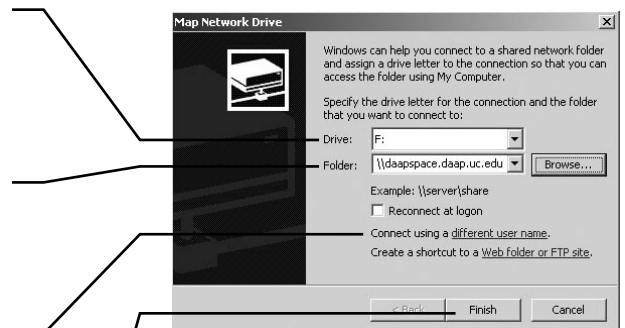 Map Network Drive
Windows can help you connect to a shared network folder
and assign a drive letter to the connection so that you can
access the folder using My Computer.
Specify the drive letter for the connection and the folder
that you want to connect to:
Drive: F:
Folder: \\daapspace.daap.uc.edu Browse...
Example: \\server\share
Reconnect at logon
Connect using a different user name.
Create a shortcut to a Web folder or FTP site.
< Back Finish Cancel